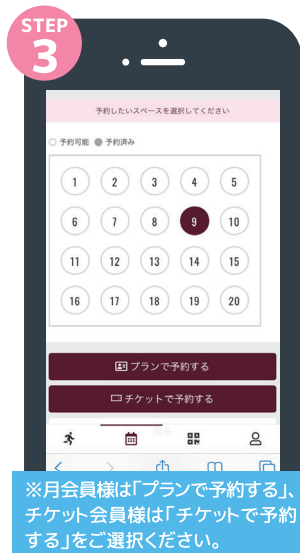 STEP
3
予約したいスペースを選択してください
予約可能 予約済み
1 2 3 4 5
6 7 8 9 10
11 12 13 14 15
16 17 18 19 20
プランで予約する
チケットで予約する
戻る
※月会員様は「プランで予約する」、
チケット会員様は「チケットで予約
する」をご選択ください。